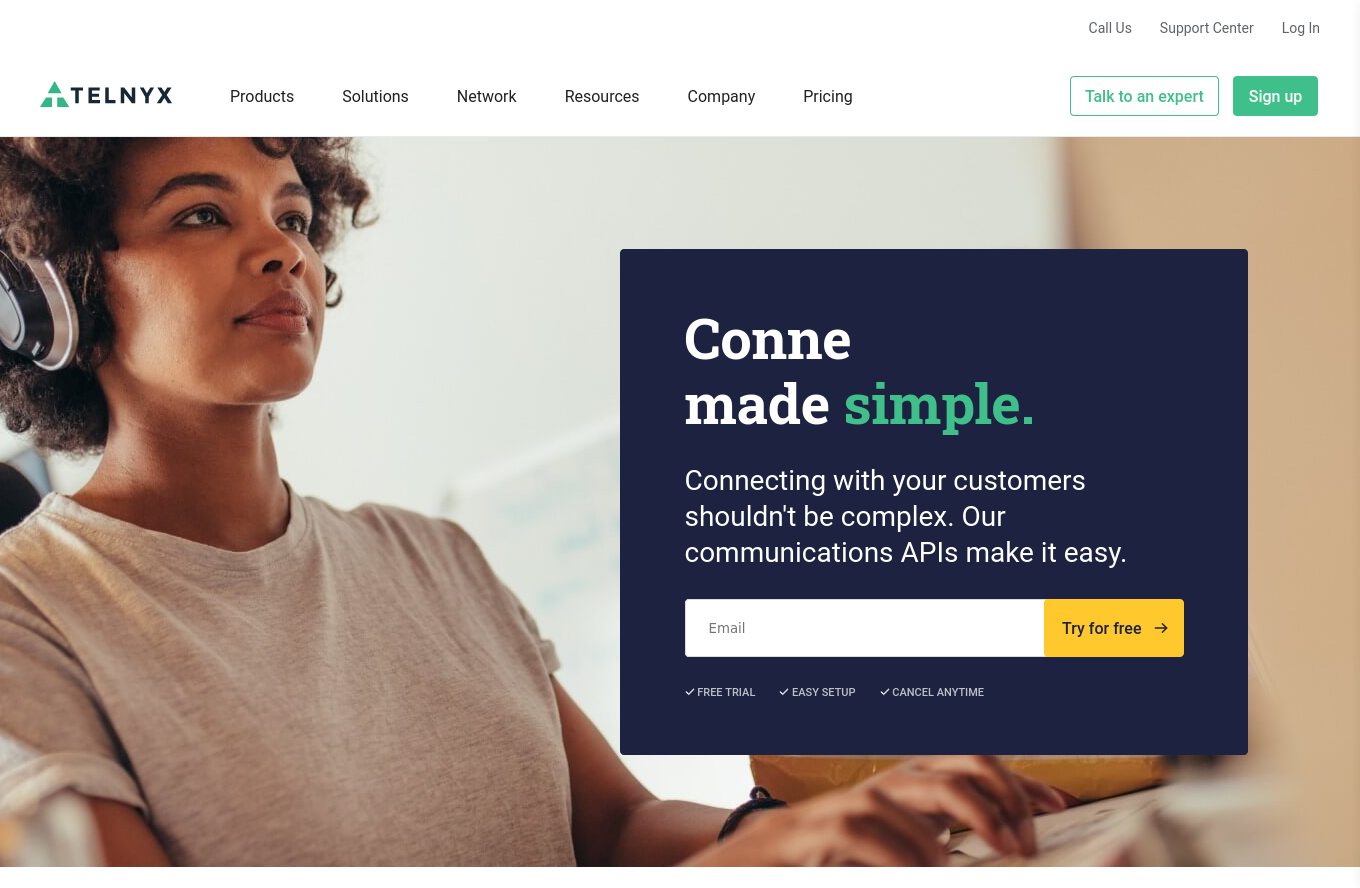 Call Us Support Center Log In
TELNYX Products Solutions Network Resources Company Pricing Talk to an expert Sign up
Conne
made simple.
Connecting with your customers
shouldn't be complex. Our
communications APIs make it easy.
Email Try for free
FREE TRIAL EASY SETUP CANCEL ANYTIME